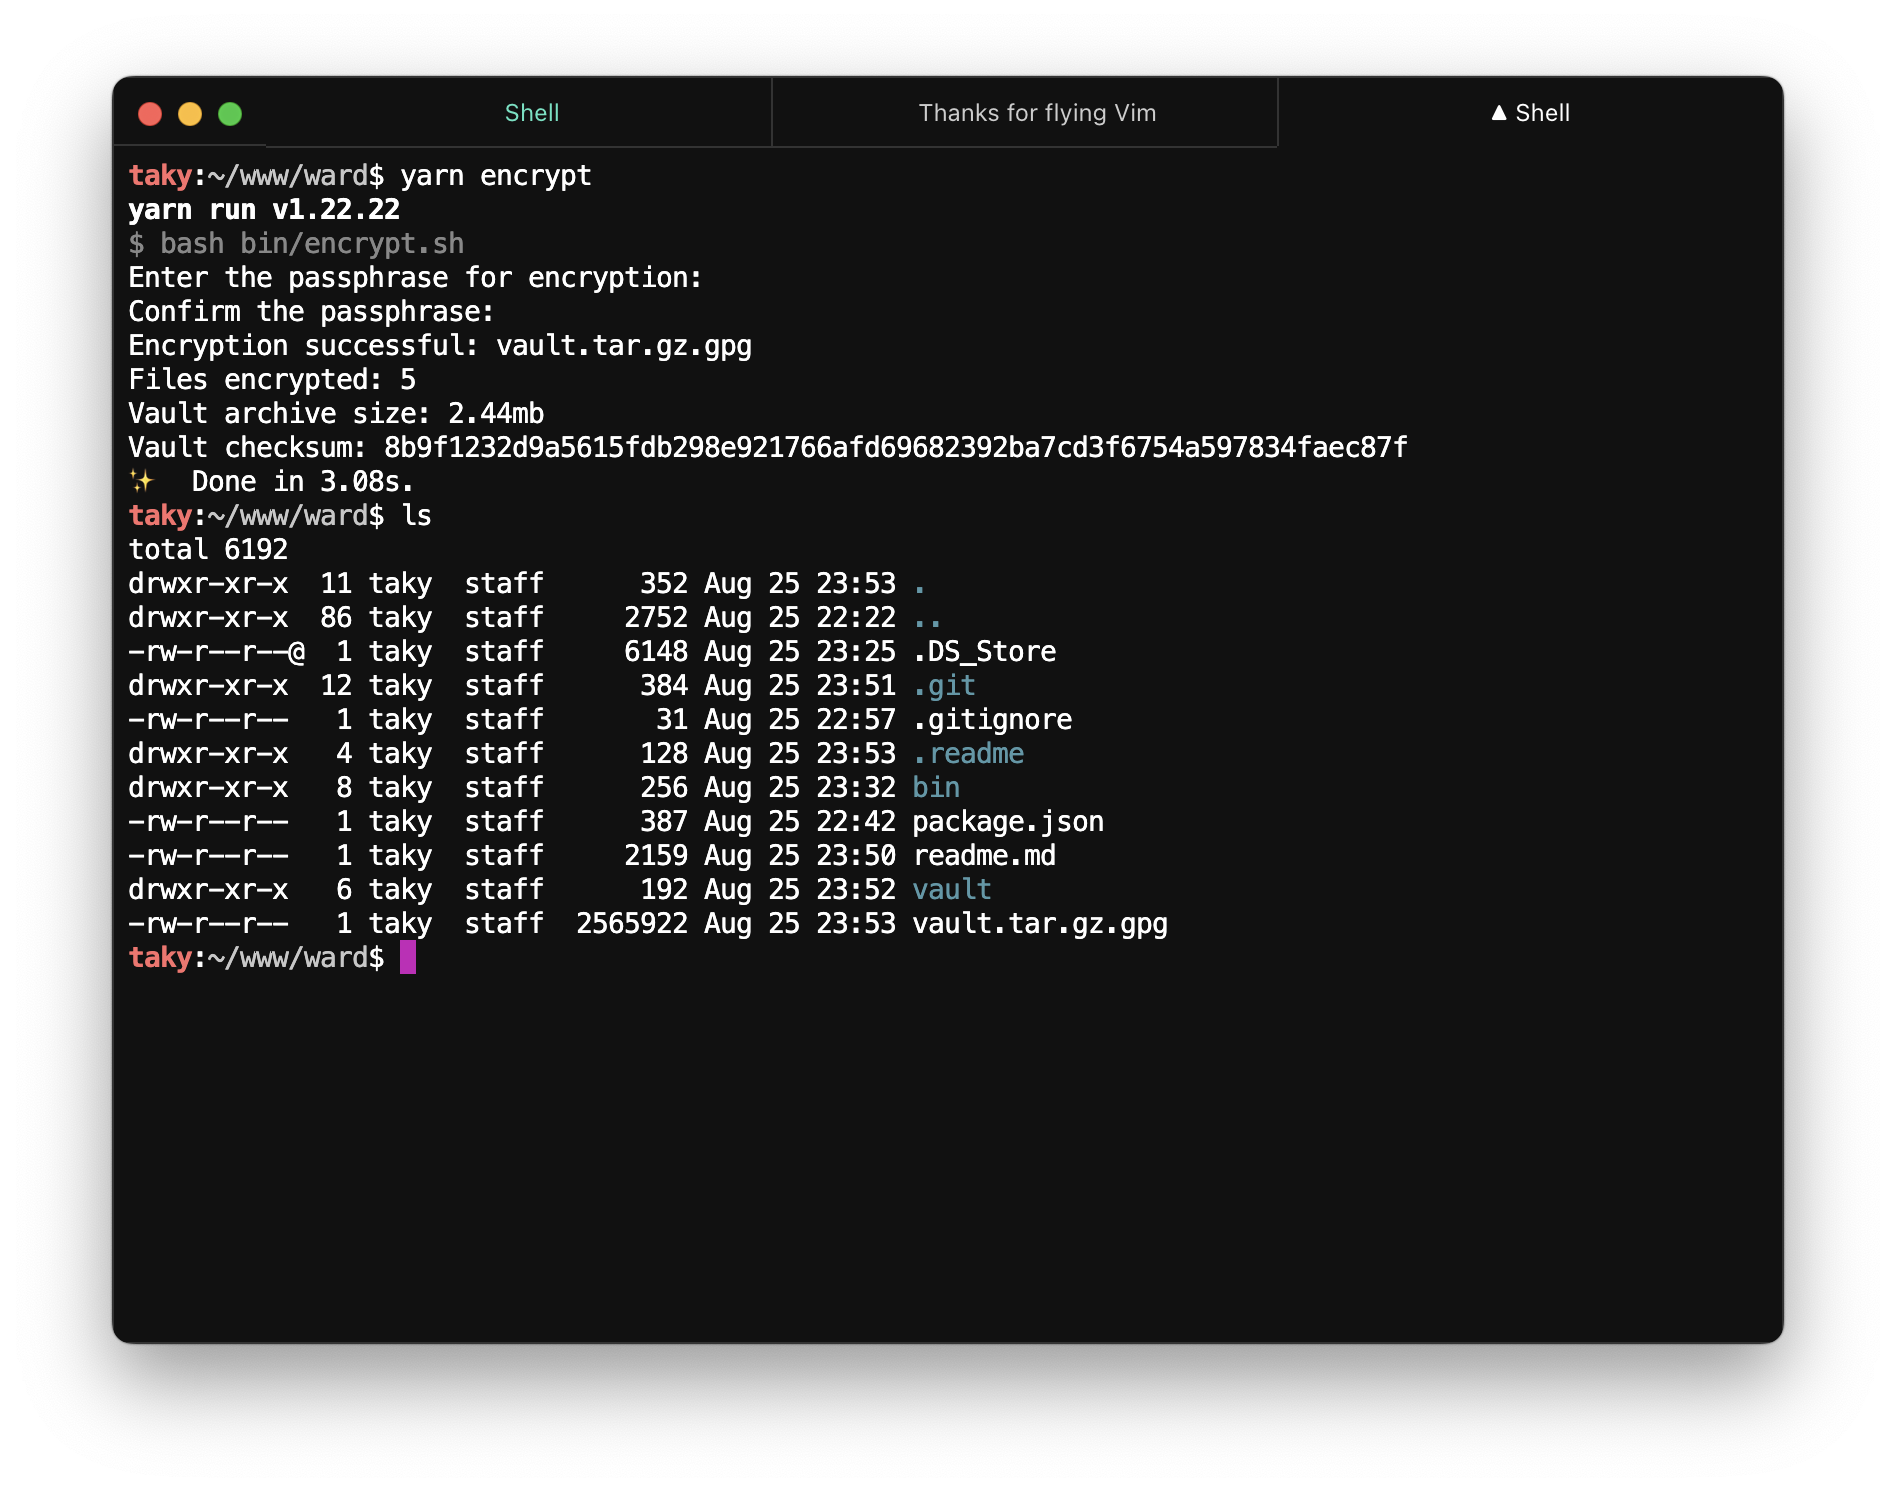 Shell
Thanks for flying Vim
▲ Shell
taky:~/www/ward$ yarn encrypt
yarn run v1.22.22
$ bash bin/encrypt.sh
Enter the passphrase for encryption:
Confirm the passphrase:
Encryption successful: vault.tar.gz.gpg
Files encrypted: 5
Vault archive size: 2.44mb
Vault checksum: 8b9f1232d9a5615fdb298e921766afd69682392ba7cd3f6754a597834faec87f
✨  Done in 3.08s.
taky:~/www/ward$ ls
total 6192
drwxr-xr-x  11 taky  staff      352 Aug 25 23:53 .
drwxr-xr-x  86 taky  staff     2752 Aug 25 22:22 ..
-rw-r--r--@  1 taky  staff     6148 Aug 25 23:25 .DS_Store
drwxr-xr-x  12 taky  staff      384 Aug 25 23:51 .git
-rw-r--r--   1 taky  staff       31 Aug 25 22:57 .gitignore
drwxr-xr-x   4 taky  staff      128 Aug 25 23:53 .readme
drwxr-xr-x   8 taky  staff      256 Aug 25 23:32 bin
-rw-r--r--   1 taky  staff      387 Aug 25 22:42 package.json
-rw-r--r--   1 taky  staff     2159 Aug 25 23:50 readme.md
drwxr-xr-x   6 taky  staff      192 Aug 25 23:52 vault
-rw-r--r--   1 taky  staff  2565922 Aug 25 23:53 vault.tar.gz.gpg
taky:~/www/ward$